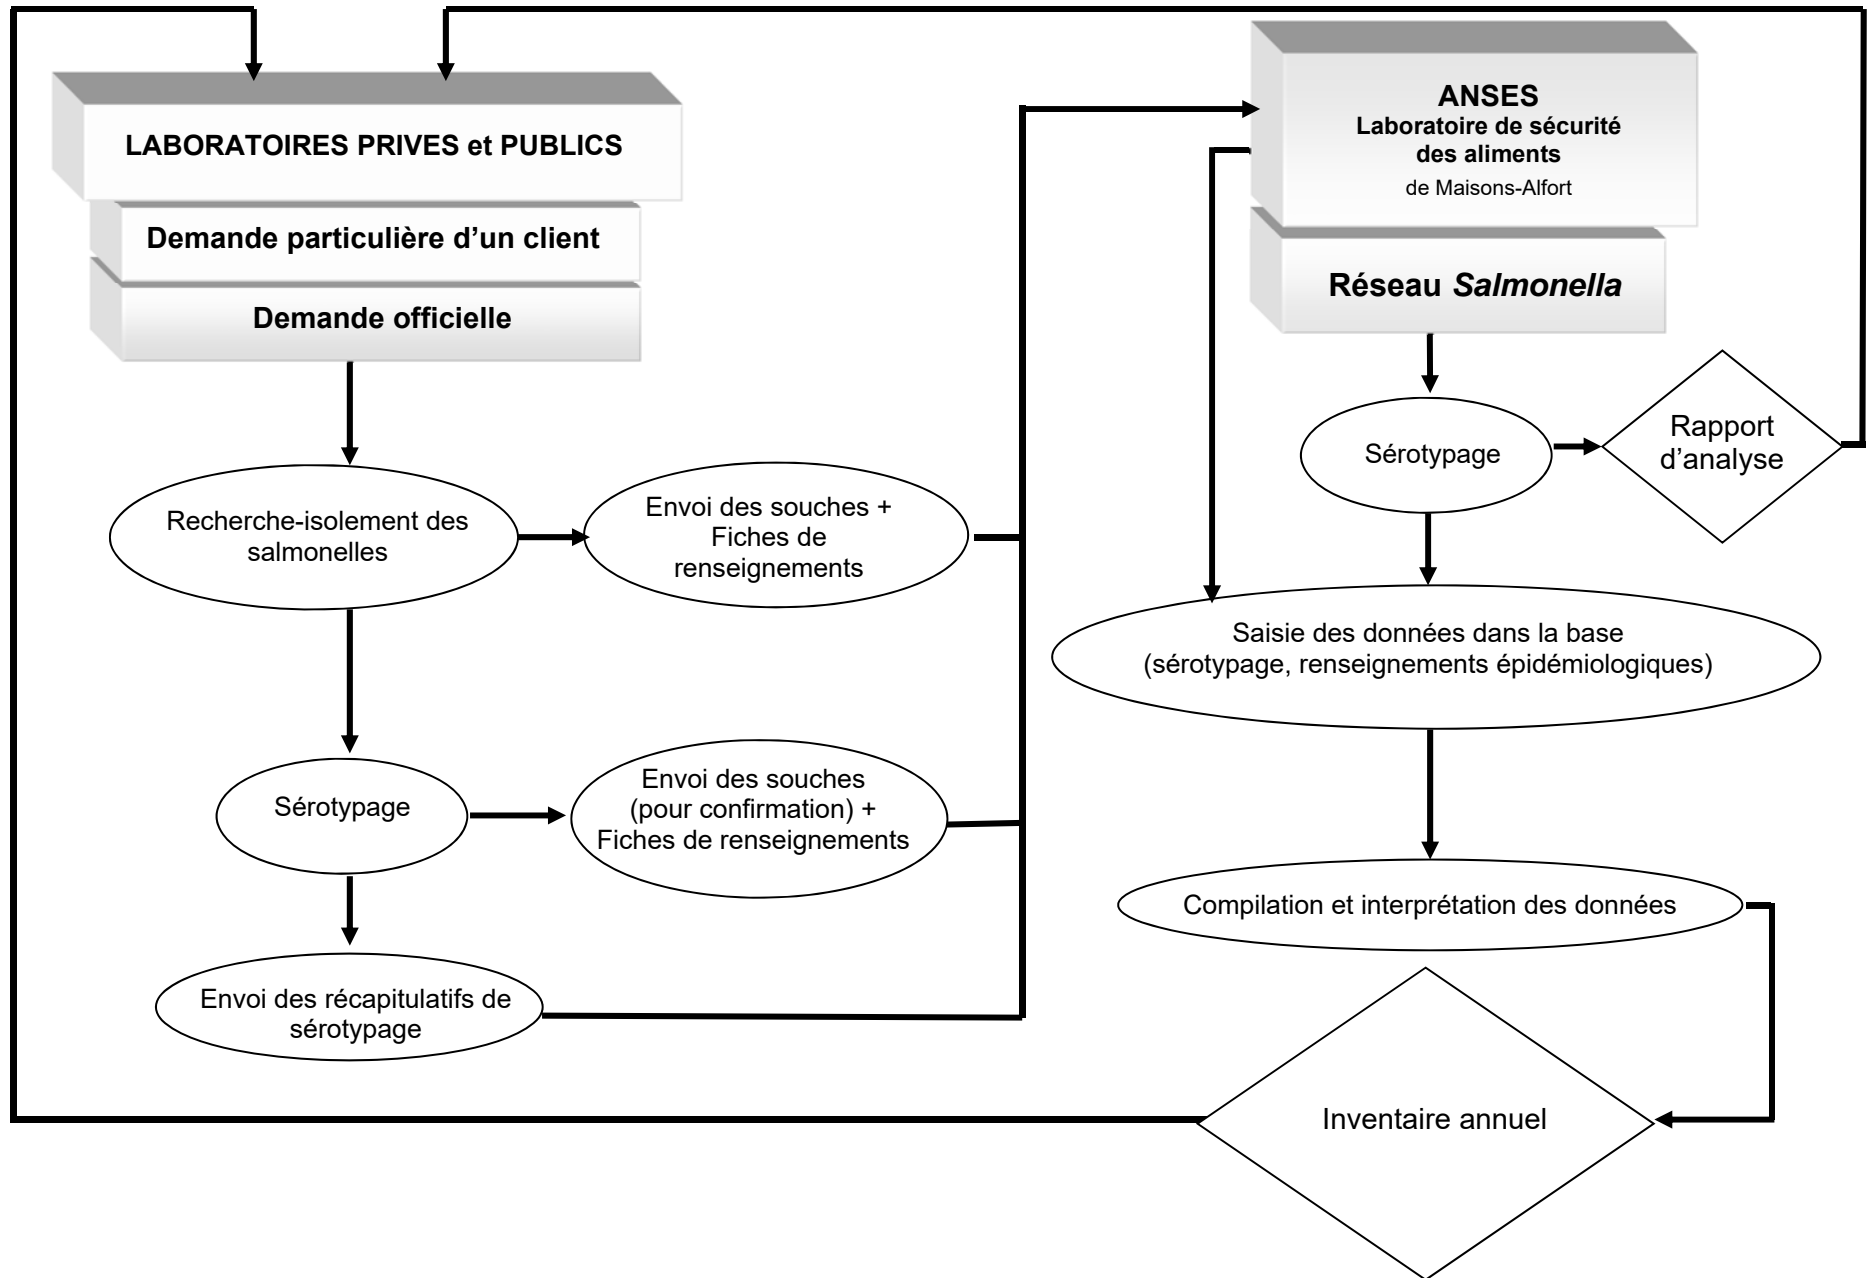 LABORATOIRES PRIVES et PUBLICS
Demande particulière d’un client
Demande officielle
Recherche-isolement des
salmonelles
Envoi des souches +
Fiches de
renseignements
Sérotypage
Envoi des souches
(pour confirmation) +
Fiches de renseignements
Envoi des récapitulatifs de
sérotypage
ANSES
Laboratoire de sécurité
des aliments
de Maisons-Alfort
Réseau Salmonella
Sérotypage
Rapport
d’analyse
Saisie des données dans la base
(sérotypage, renseignements épidémiologiques)
Compilation et interprétation des données
Inventaire annuel